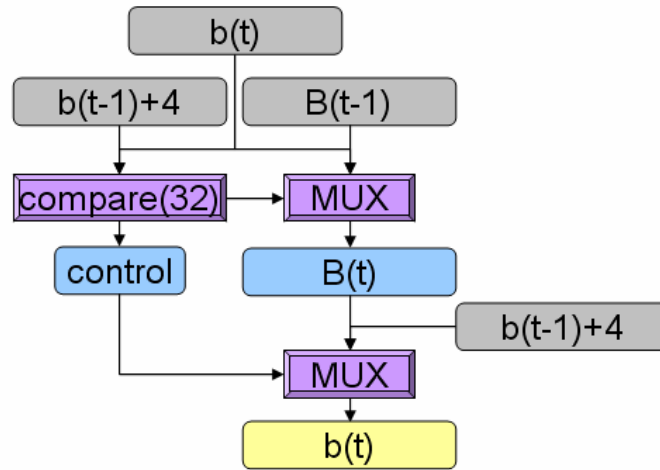 b(t)
b(t-1)+4
B(t-1)
compare(32)
MUX
control
B(t)
b(t-1)+4
MUX
b(t)